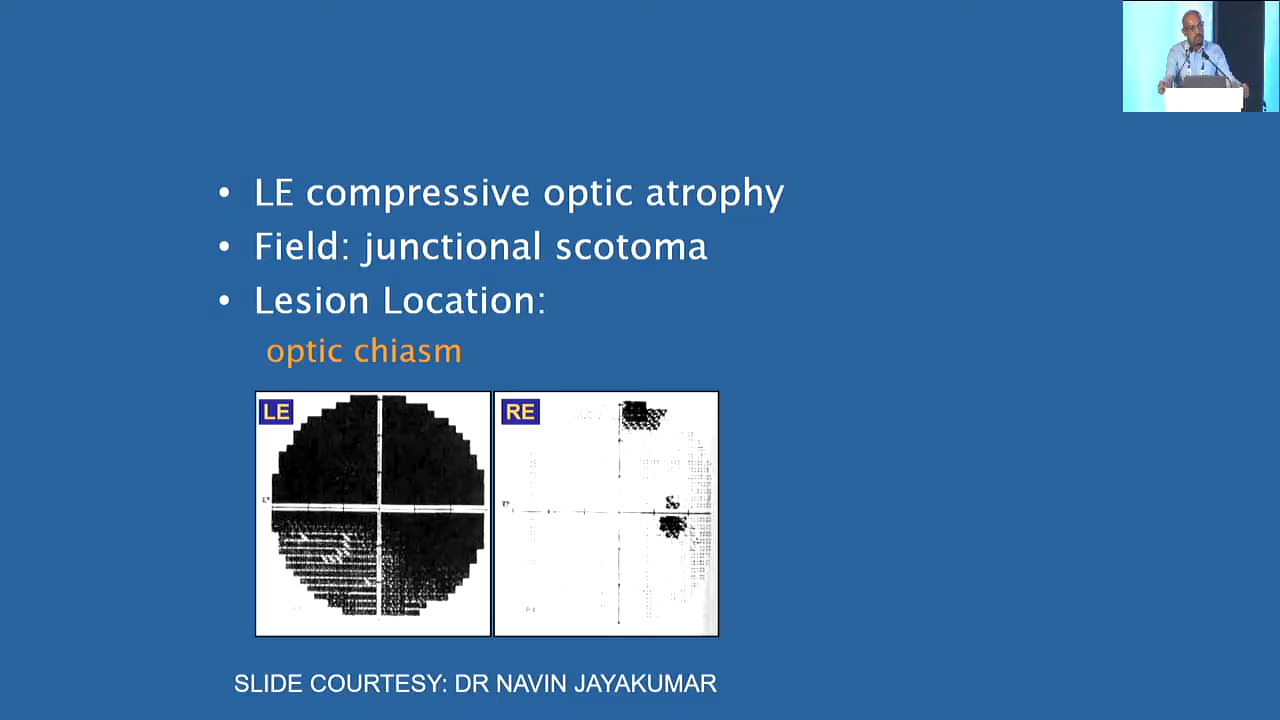 • LE compressive optic atrophy
• Field: junctional scotoma
• Lesion Location:
optic chiasm
LE
RE
SLIDE COURTESY: DR NAVIN JAYAKUMAR